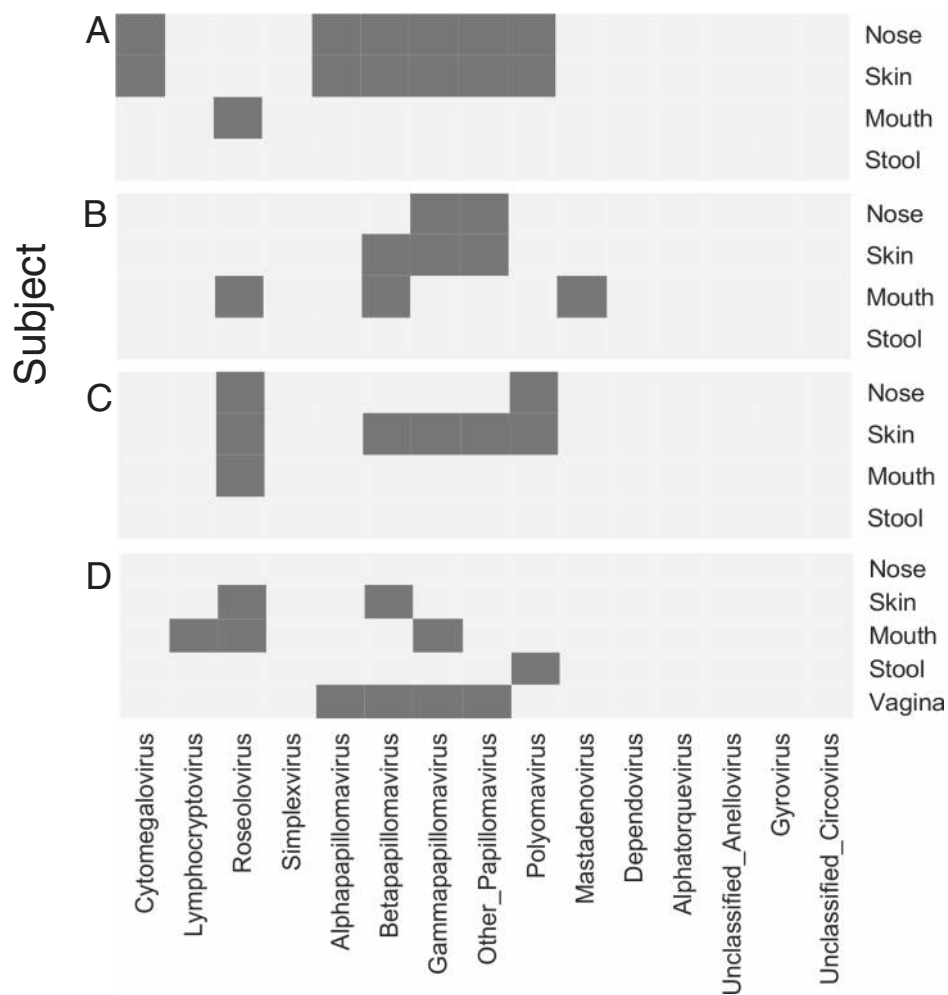 Subject
A
Nose
Skin
Mouth
Stool
B
Nose
Skin
Mouth
Stool
C
Nose
Skin
Mouth
Stool
D
Nose
Skin
Mouth
Stool
Vagina
Cytomegalovirus
Lymphocryptovirus
Roseolovirus
Simplexvirus
Alphapapillomavirus
Betapapillomavirus
Gammapapillomavirus
Other_Papillomavirus
Polyomavirus
Mastadenovirus
Dependovirus
Alphatorquevirus
Unclassified_Anellovirus
Gyrovirus
Unclassified_Circovirus